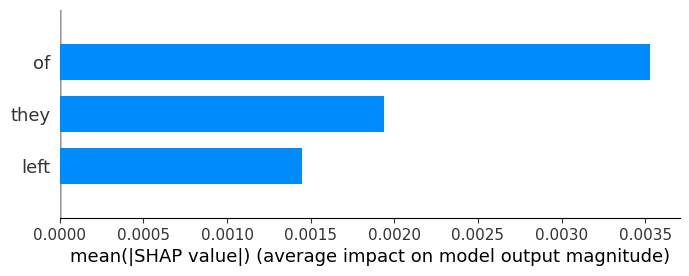 of
they
left
0.0000 0.0005 0.0010 0.0015 0.0020 0.0025 0.0030 0.0035
mean(|SHAP value|) (average impact on model output magnitude)